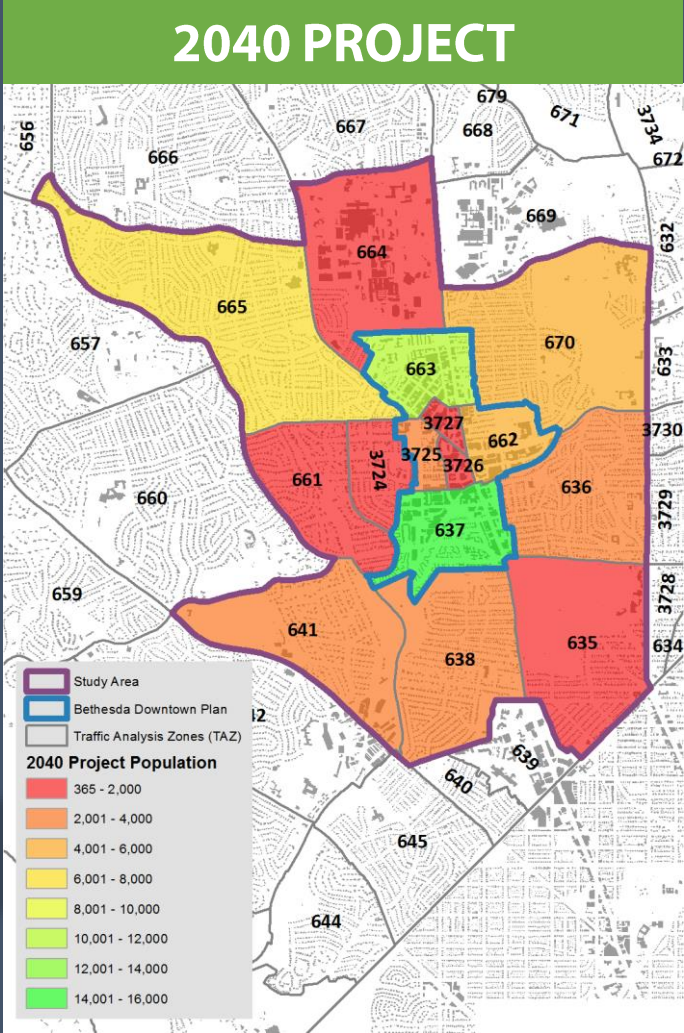 2040 PROJECT
679
656
667
671
3734
668
666
672
669
632
664
665
670
657
633
663
3727
3730
662
3725
3726
3724
661
636
660
3729
637
659
3728
641
635
634
638
Study Area
Bethesda Downtown Plan
42
Traffic Analysis Zones (TAZ)
639
2040 Project Population
640
365 - 2,000
2,001 - 4,000
645
4,001 - 6,000
6,001 - 8,000
8,001 - 10,000
644
10,001 - 12,000
12,001 - 14,000
14,001 - 16,000